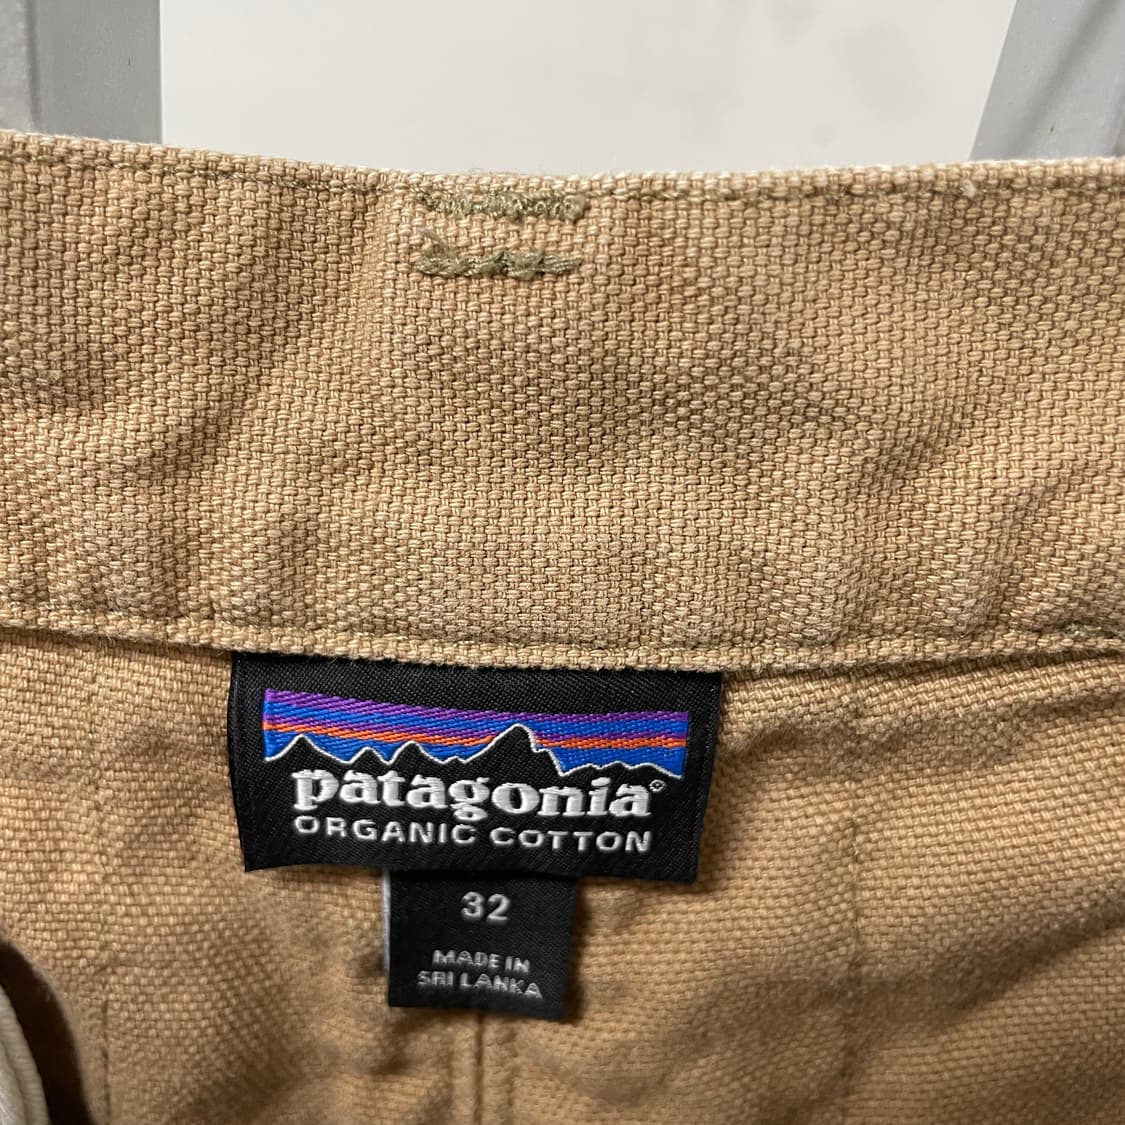 patagonia®
ORGANIC COTTON
32
MADE IN
SRI LANKA